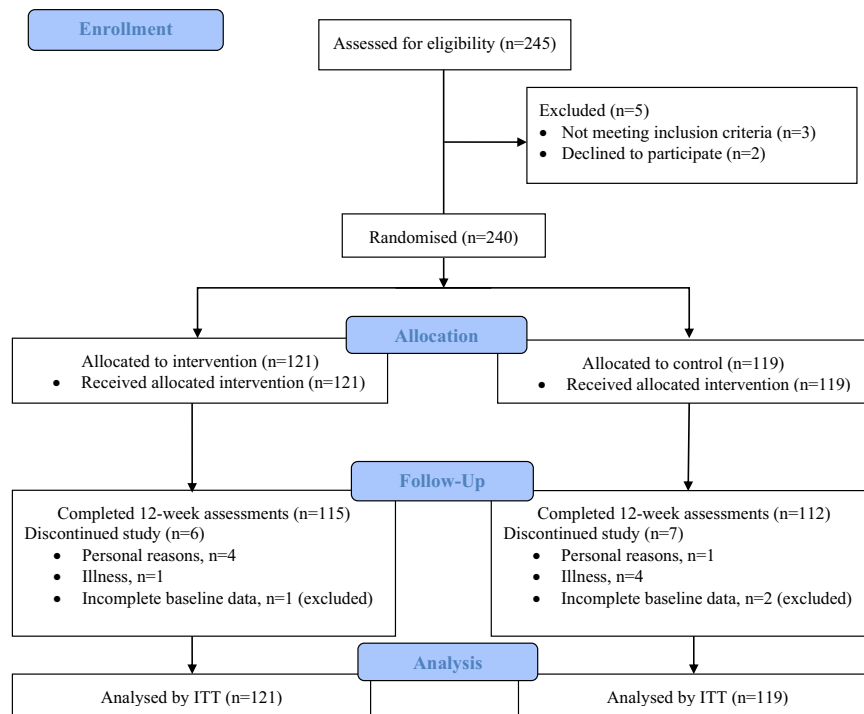 Enrollment
Assessed for eligibility (n=245)
Excluded (n=5)
• Not meeting inclusion criteria (n=3)
• Declined to participate (n=2)
Randomised (n=240)
Allocation
Allocated to intervention (n=121)
• Received allocated intervention (n=121)
Allocated to control (n=119)
• Received allocated intervention (n=119)
Follow-Up
Completed 12-week assessments (n=115)
Discontinued study (n=6)
• Personal reasons, n=4
• Illness, n=1
• Incomplete baseline data, n=1 (excluded)
Completed 12-week assessments (n=112)
Discontinued study (n=7)
• Personal reasons, n=1
• Illness, n=4
• Incomplete baseline data, n=2 (excluded)
Analysis
Analysed by ITT (n=121)
Analysed by ITT (n=119)